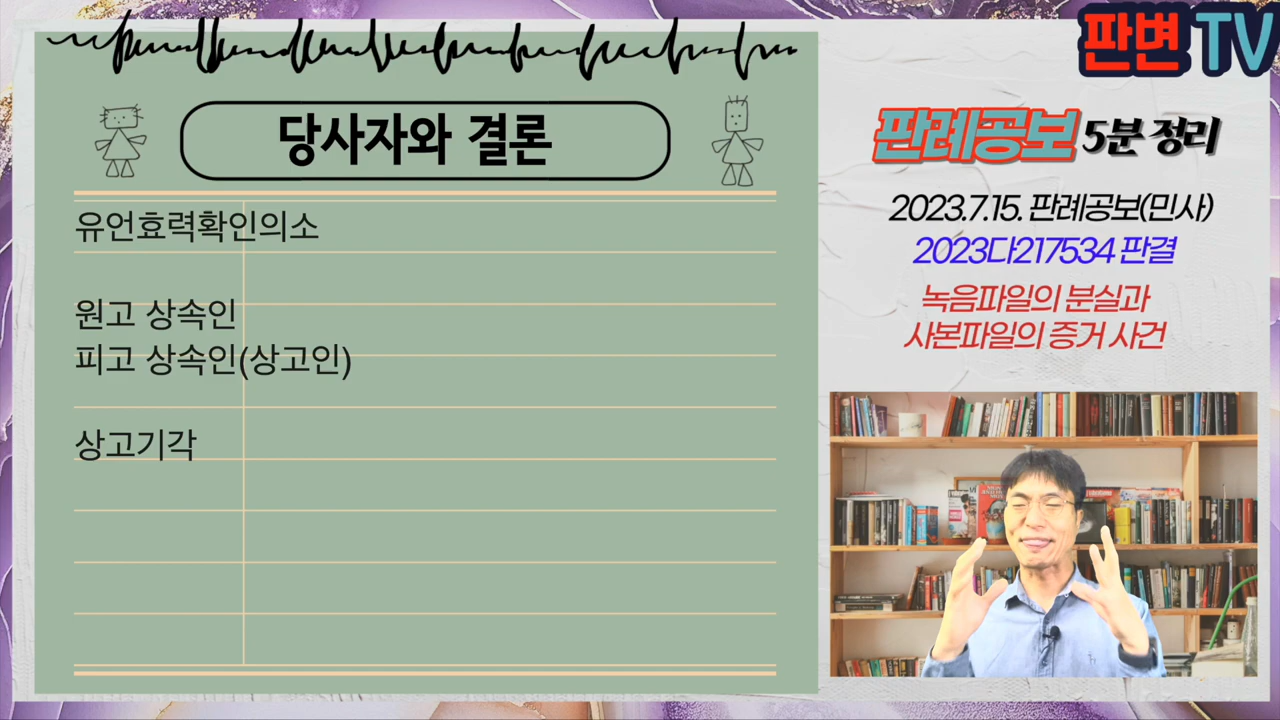 당사자와 결론
유언효력확인의소
원고 상속인
피고 상속인(상고인)
상고기각
판변 TV
판례공보 5분 정리
2023.7.15. 판례공보(민사)
2023다217534 판결
녹음파일의 분실과
사본파일의 증거 사건